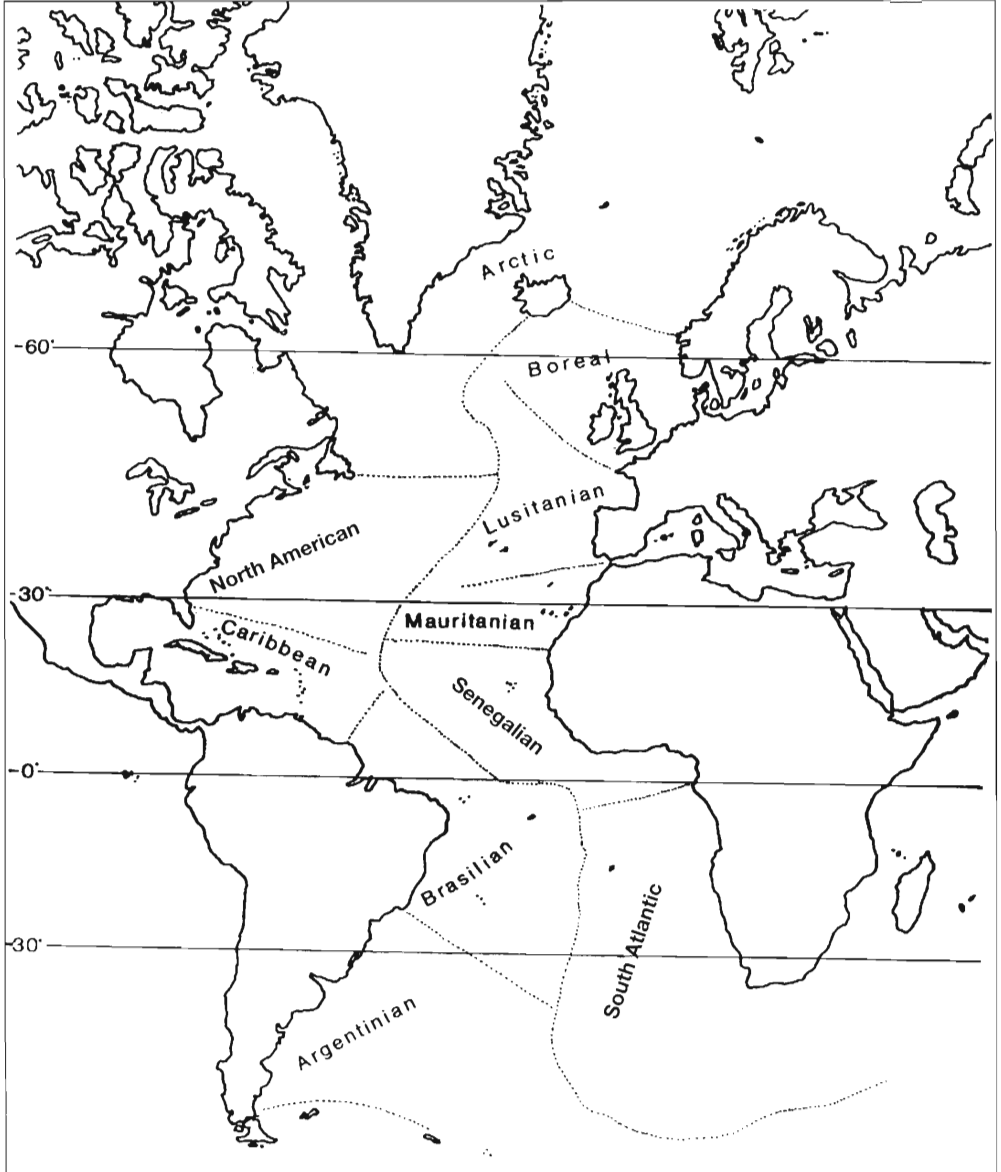 Arctic
-60°
Boreal
Lusitanian
North American
-30°
Mauritanian
Caribbean
Senegalian
-0°
Brasilian
South Atlantic
-30°
Argentinian